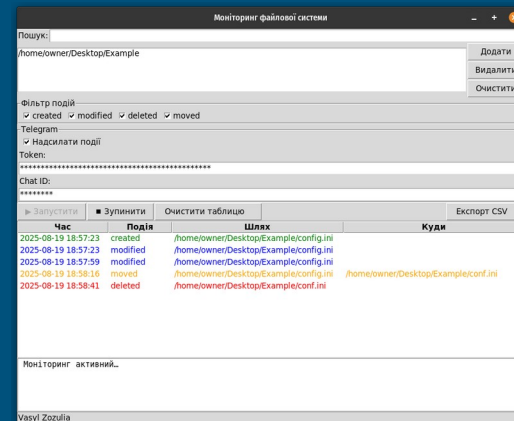 Моніторинг файлової системи
Пошук:
/home/owner/Desktop/Example
Додати
Видалити
Очистити
Фільтр подій
created modified deleted moved
Telegram
Надсилати події
Token:
***********************************************
Chat ID:
********
► Запустити ■ Зупинити Очистити таблицю Експорт CSV
Час Подія Шлях Куди
2025-08-19 18:57:23 created /home/owner/Desktop/Example/config.ini
2025-08-19 18:57:23 modified /home/owner/Desktop/Example/config.ini
2025-08-19 18:57:59 modified /home/owner/Desktop/Example/config.ini
2025-08-19 18:58:16 moved /home/owner/Desktop/Example/config.ini /home/owner/Desktop/Example/conf.ini
2025-08-19 18:58:41 deleted /home/owner/Desktop/Example/conf.ini
Моніторинг активний…
Vasyl Zozulia